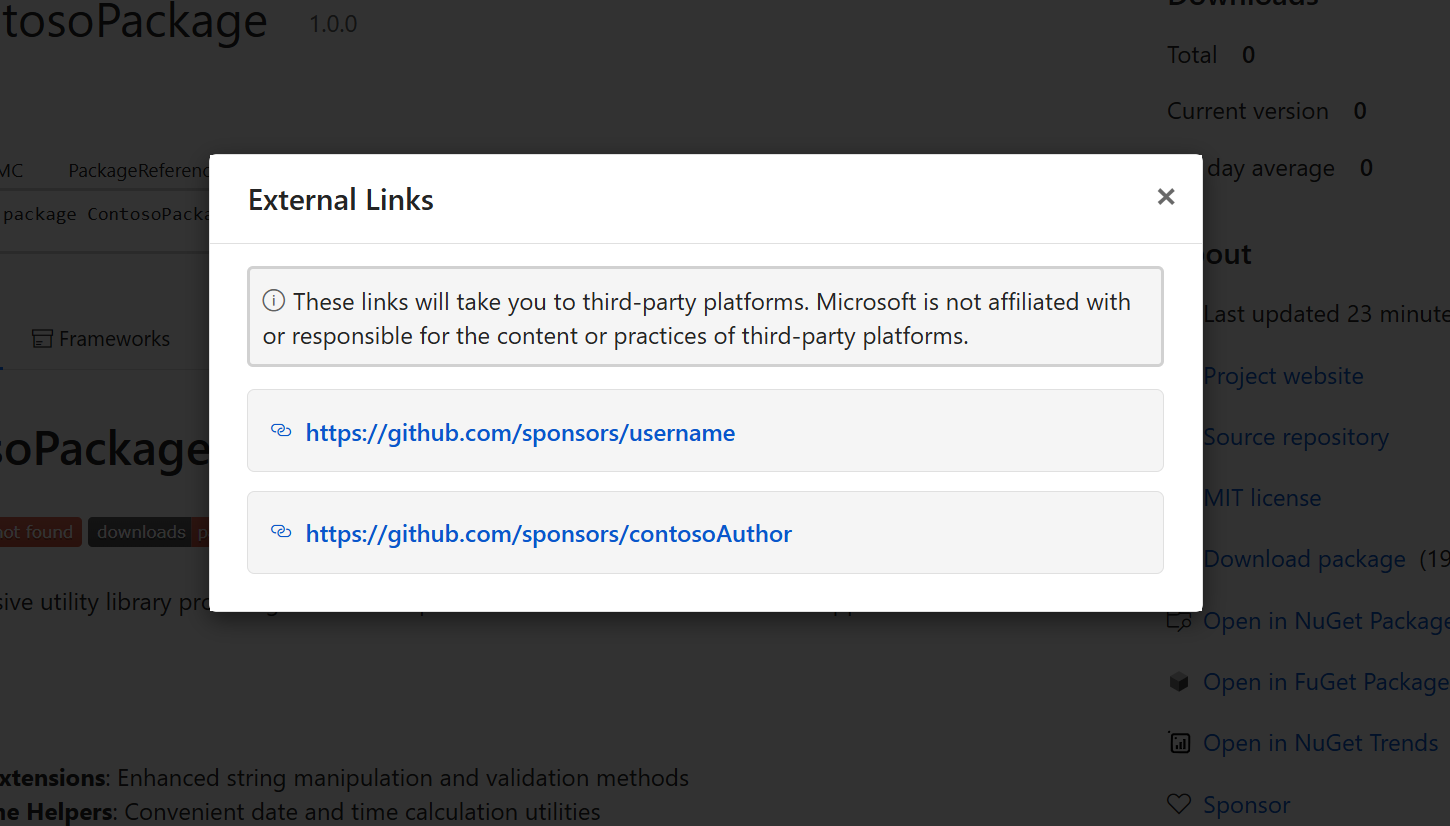 tosoPackage 1.0.0
Downloads
Total 0
Current version 0
day average 0
MC PackageReferenc
package ContosoPacka
External Links
These links will take you to third-party platforms. Microsoft is not affiliated with
or responsible for the content or practices of third-party platforms.
https://github.com/sponsors/username
https://github.com/sponsors/contosoAuthor
Frameworks
soPackage
not found downloads p
sive utility library pro
out
Last updated 23 minute
Project website
Source repository
MIT license
Download package (19
Open in NuGet Package
Open in FuGet Package
Open in NuGet Trends
Sponsor
xtensions: Enhanced string manipulation and validation methods
me Helpers: Convenient date and time calculation utilities